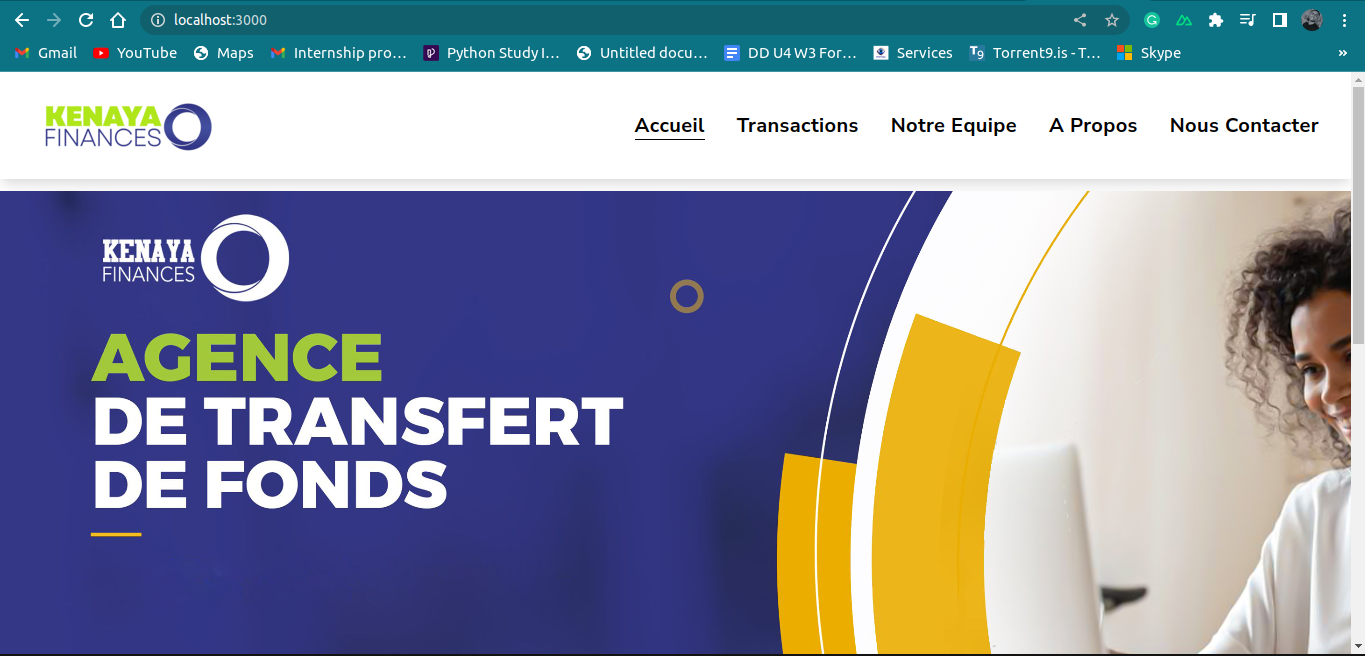 localhost:3000
Gmail YouTube Maps Internship pro... Python Study I... Untitled docu... DD U4 W3 For... Services T9 Torrent9.is - T... Skype »
KENAYA
FINANCES
Accueil Transactions Notre Equipe A Propos Nous Contacter
KENAYA
FINANCES
AGENCE
DE TRANSFERT
DE FONDS